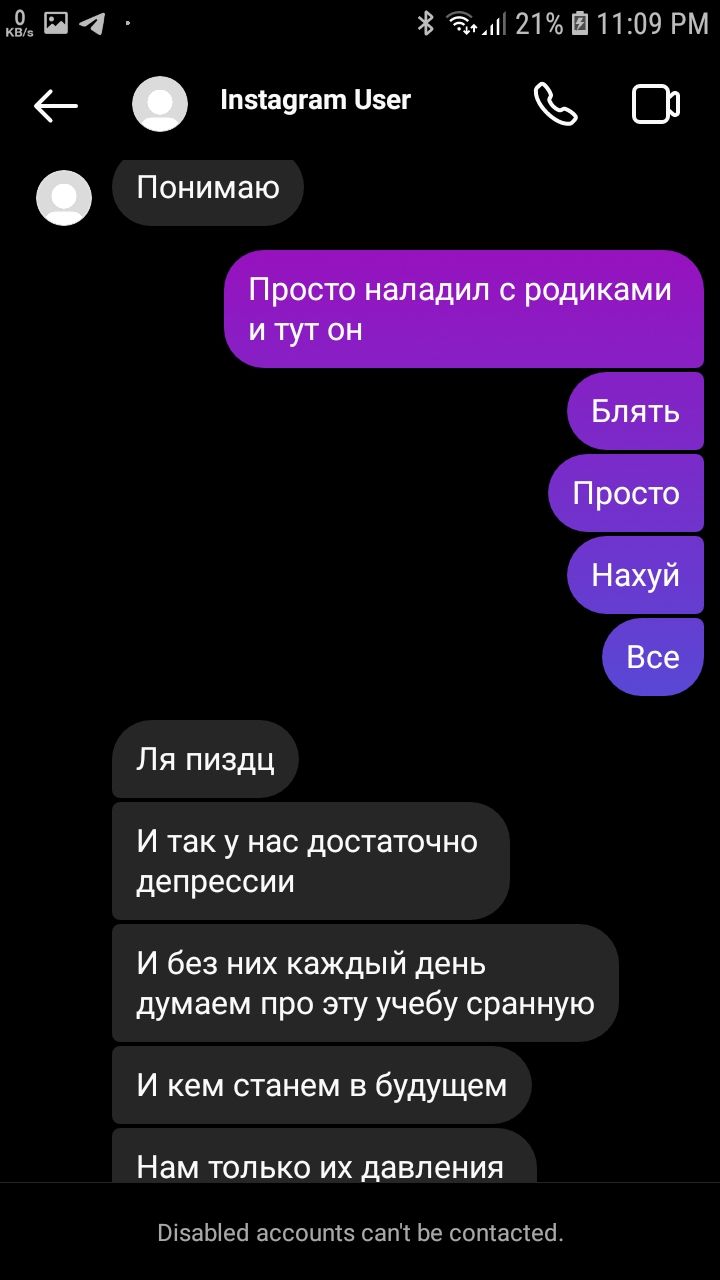 0
KB/s
21% 11:09 PM
Instagram User
Понимаю
Просто наладил с родиками
и тут он
Блять
Просто
Нахуй
Все
Ля пиздц
И так у нас достаточно
депрессии
И без них каждый день
думаем про эту учебу сранную
И кем станем в будущем
Нам только их давления
Disabled accounts can't be contacted.